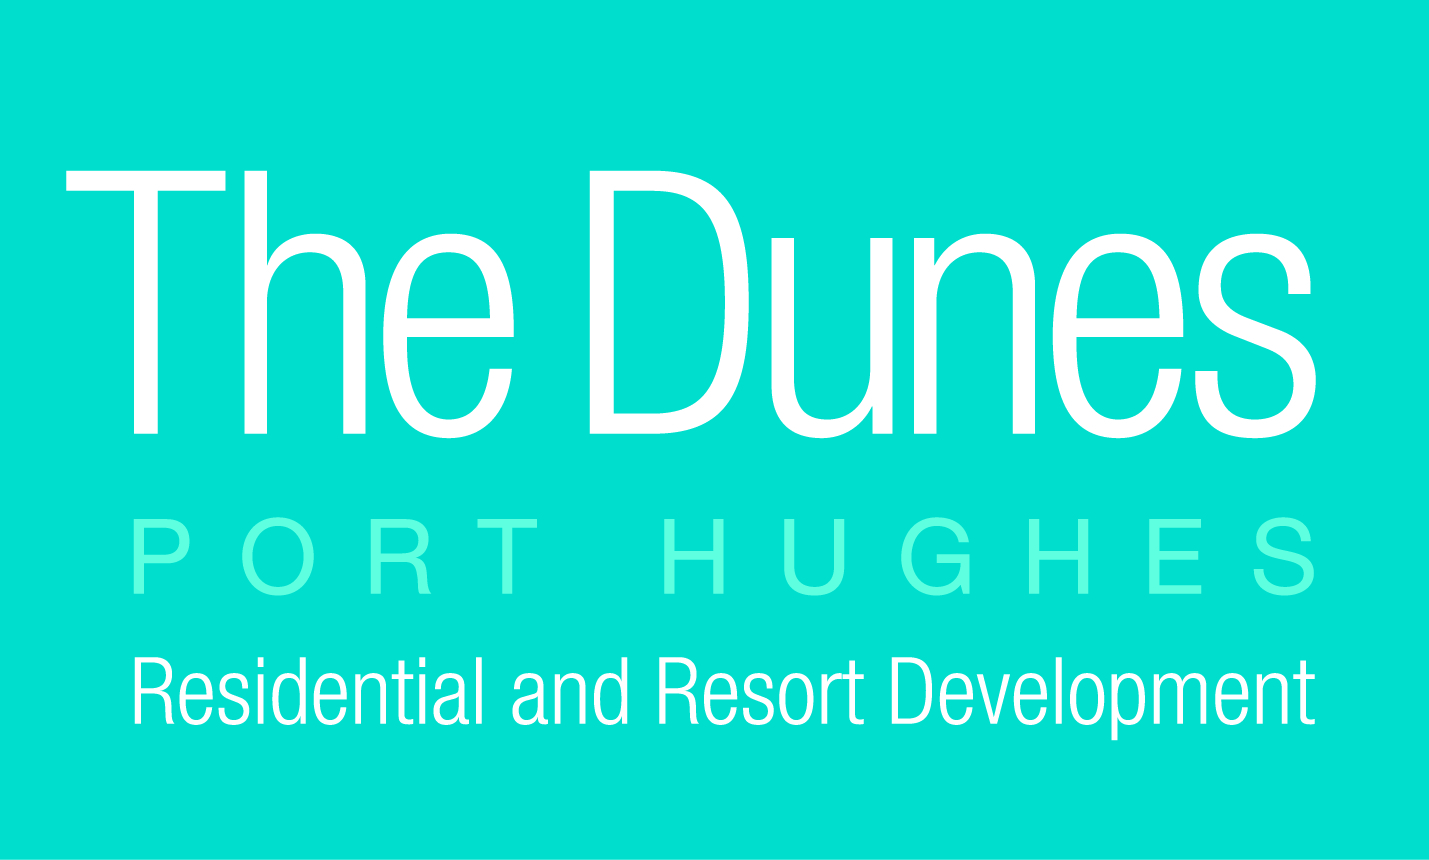 The Dunes
PORT HUGHES
Residential and Resort Development